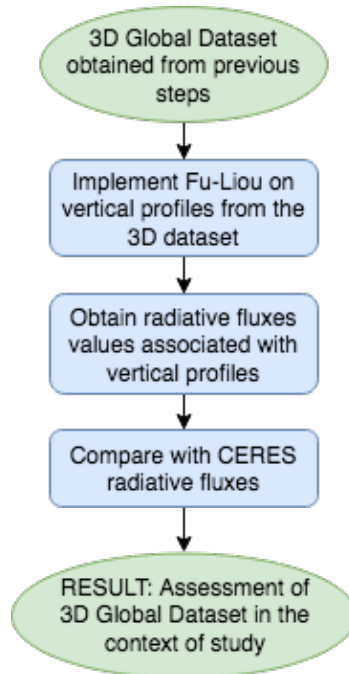 3D Global Dataset
obtained from previous
steps
Implement Fu-Liou on
vertical profiles from the
3D dataset
Obtain radiative fluxes
values associated with
vertical profiles
Compare with CERES
radiative fluxes
RESULT: Assessment of
3D Global Dataset in the
context of study